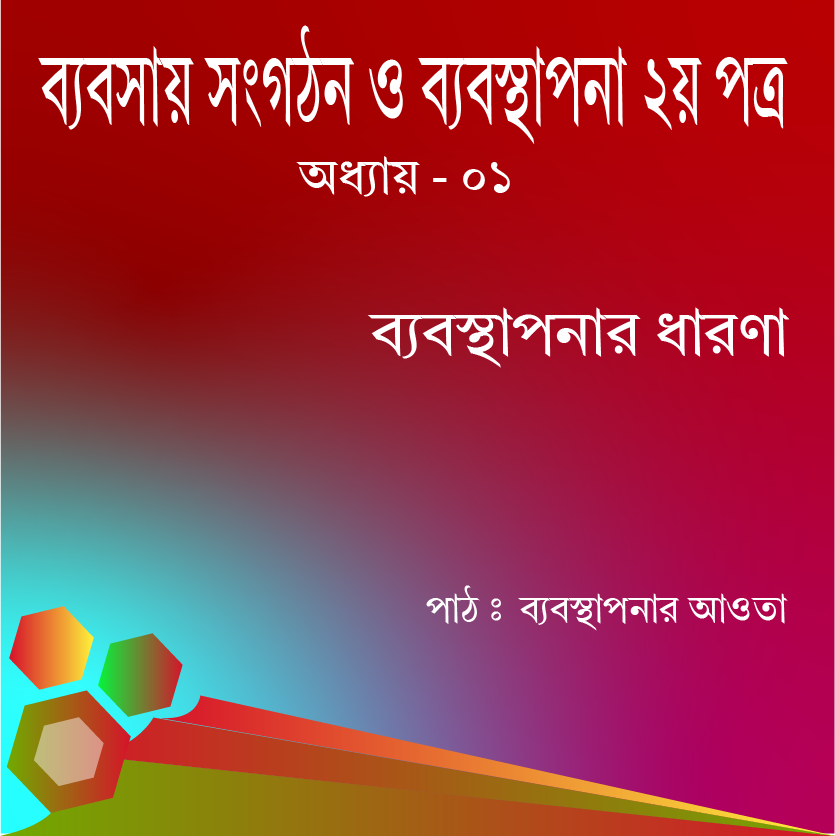 ব্যবসায় সংগঠন ও ব্যবস্থাপনা ২য় পত্র
অধ্যায় - ০১
ব্যবস্থাপনার ধারণা
পাঠ ঃ ব্যবস্থাপনার আওতা